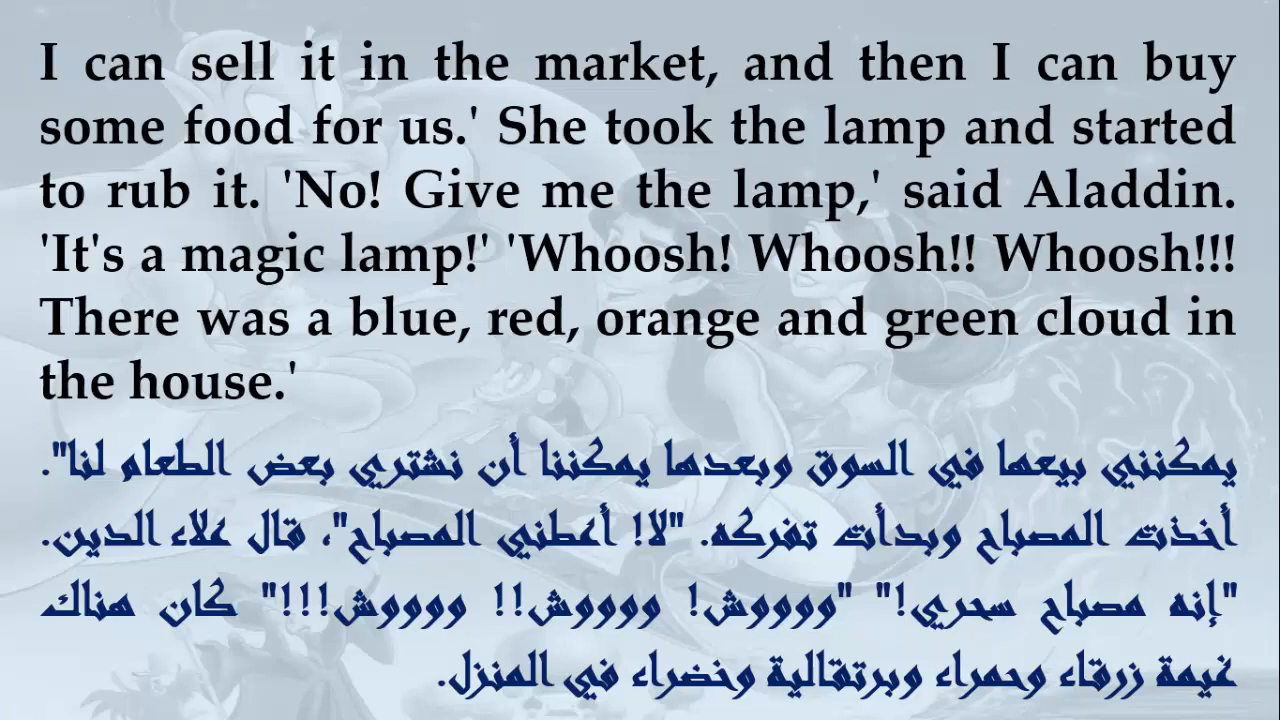 I can sell it in the market, and then I can buy
some food for us.' She took the lamp and started
to rub it. 'No! Give me the lamp,' said Aladdin.
'It's a magic lamp!' 'Whoosh! Whoosh!! Whoosh!!!
There was a blue, red, orange and green cloud in
the house.'
يمكنني بيعها في السوق وبعدها يمكننا أن نشتري بعض الطعام لنا".
أخذت المصباح وبدأت تفركه. "لا! أعطني المصباح"، قال علاء الدين.
"إنه مصباح سحري!" "وووووش! وووووش!! وووووش!!!" كان هناك
غيمة زرقاء وحمراء وبرتقالية وخضراء في المنزل.